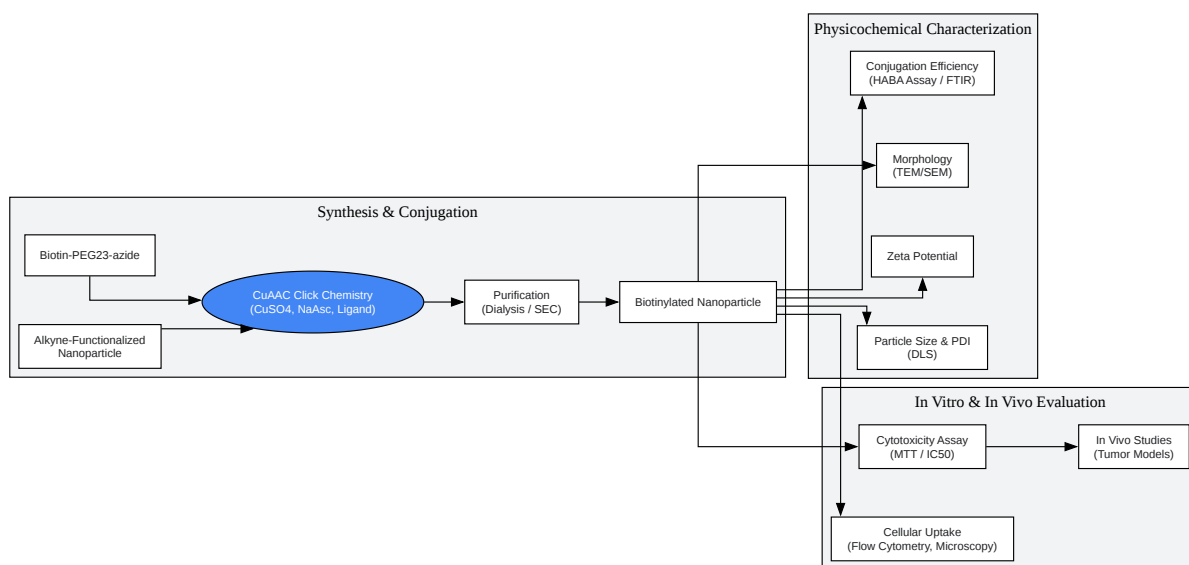 Physicochemical Characterization
Conjugation Efficiency
(HABA Assay / FTIR)
Morphology
(TEM/SEM)
Synthesis & Conjugation
Biotin-PEG23-azide
Zeta Potential
CuAAC Click Chemistry
(CuSO4, NaAsc, Ligand)
Purification
(Dialysis / SEC)
Biotinylated Nanoparticle
Alkyne-Functionalized
Nanoparticle
Particle Size & PDI
(DLS)
In Vitro & In Vivo Evaluation
Cytotoxicity Assay
(MTT / IC50)
In Vivo Studies
(Tumor Models)
Cellular Uptake
(Flow Cytometry, Microscopy)